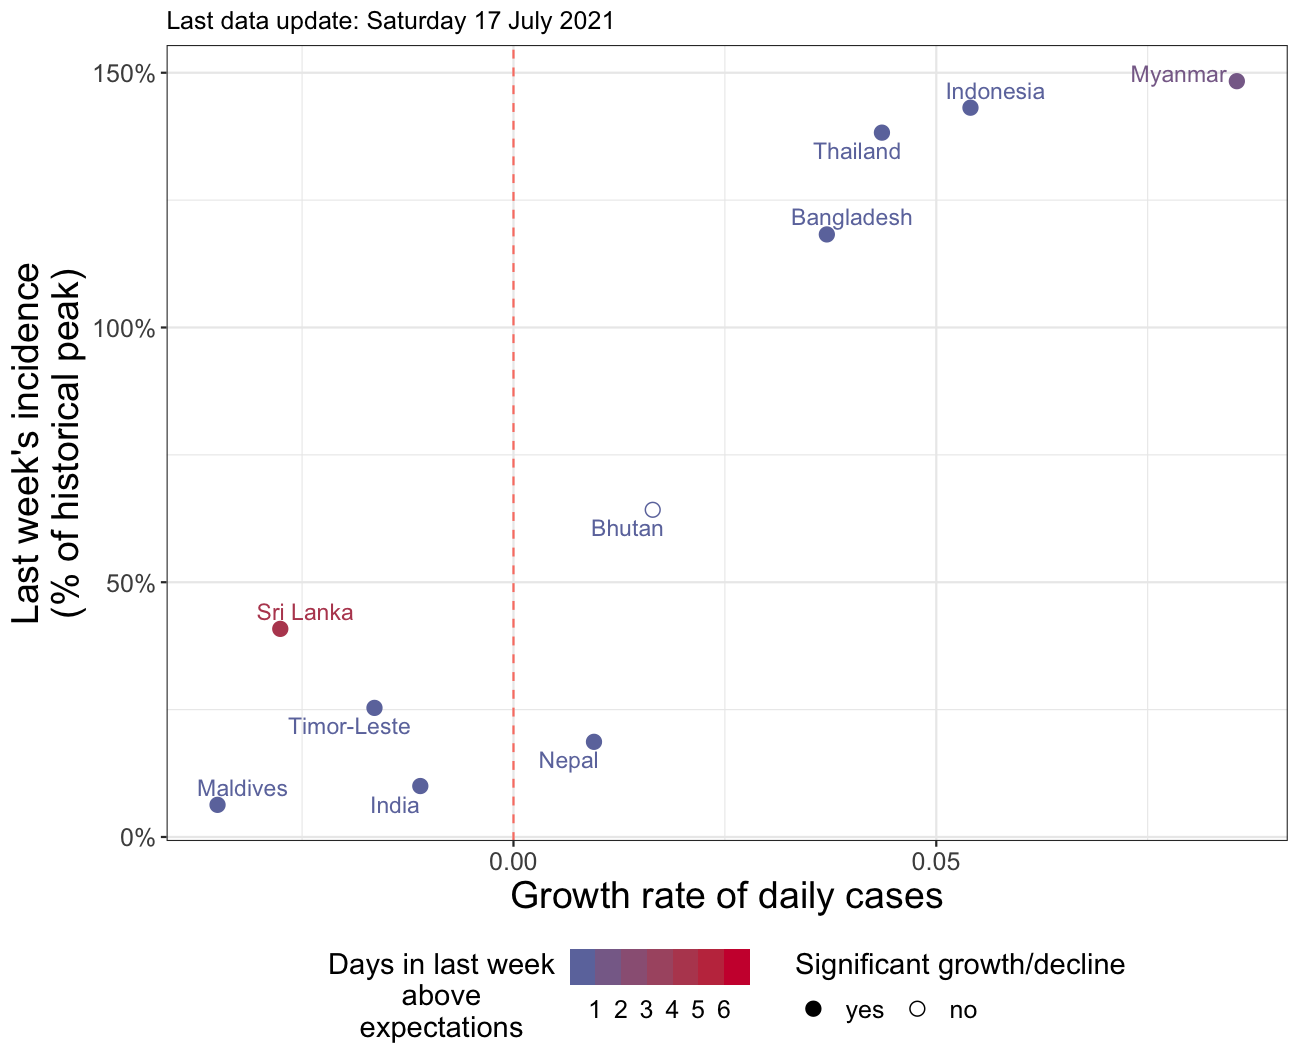 Last data update: Saturday 17 July 2021
150%
100%
50%
0%
Last week's incidence
(% of historical peak)
Myanmar
Indonesia
Thailand
Bangladesh
Bhutan
Sri Lanka
Timor-Leste
Nepal
Maldives
India
0.00
0.05
Growth rate of daily cases
Days in last week
above
expectations
1 2 3 4 5 6
Significant growth/decline
yes no